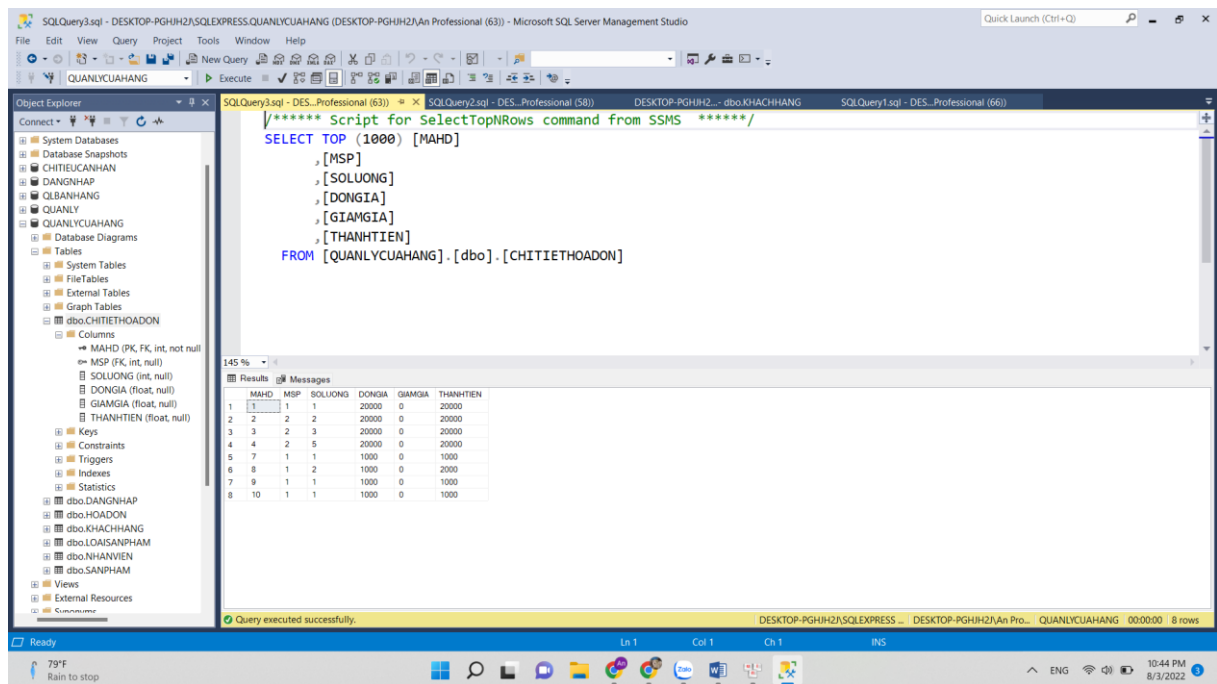 SQLQuery3.sql - DESKTOP-PGHJH2J\SQLEXPRESS.QUANLYCUAHANG (DESKTOP-PGHJH2J\An Professional (63)) - Microsoft SQL Server Management Studio
Quick Launch (Ctrl+Q)
File Edit View Query Project Tools Window Help
New Query
QUANLYCUAHANG Execute
Object Explorer
SQLQuery3.sql - DES...Professional (63)) SQLQuery2.sql - DES...Professional (58)) DESKTOP-PGHJH2...- dbo.KHACHHANG SQLQuery1.sql - DES...Professional (66))
Connect
System Databases
Database Snapshots
CHITIEUCANHAN
DANGNHAP
QLBANHANG
QUANLY
QUANLYCUAHANG
Database Diagrams
Tables
System Tables
FileTables
External Tables
Graph Tables
dbo.CHITIETHOADON
Columns
MAHD (PK, FK, int, not null
MSP (FK, int, null)
SOLUONG (int, null)
DONGIA (float, null)
GIAMGIA (float, null)
THANHTIEN (float, null)
Keys
Constraints
Triggers
Indexes
Statistics
dbo.DANGNHAP
dbo.HOADON
dbo.KHACHHANG
dbo.LOAISANPHAM
dbo.NHANVIEN
dbo.SANPHAM
Views
External Resources
Synonyms
/****** Script for SelectTopNRows command from SSMS ******/
SELECT TOP (1000) [MAHD]
,[MSP]
,[SOLUONG]
,[DONGIA]
,[GIAMGIA]
,[THANHTIEN]
FROM [QUANLYCUAHANG].[dbo].[CHITIETHOADON]
145 %
Results Messages
MAHD MSP SOLUONG DONGIA GIAMGIA THANHTIEN
1 1 1 1 20000 0 20000
2 2 2 2 20000 0 20000
3 3 2 3 20000 0 20000
4 4 2 5 20000 0 20000
5 7 1 1 1000 0 1000
6 8 1 2 1000 0 2000
7 9 1 1 1000 0 1000
8 10 1 1 1000 0 1000
Query executed successfully. DESKTOP-PGHJH2J\SQLEXPRESS ... DESKTOP-PGHJH2J\An Pro... QUANLYCUAHANG 00:00:00 8 rows
Ready Ln 1 Col 1 Ch 1 INS
79°F
Rain to stop
An
Zalo
ENG
10:44 PM
8/3/2022
3